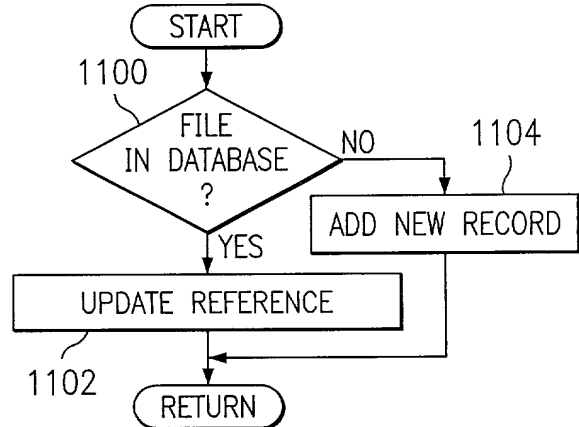 START
1100
FILE
IN DATABASE
?
NO
1104
ADD NEW RECORD
YES
UPDATE REFERENCE
1102
RETURN